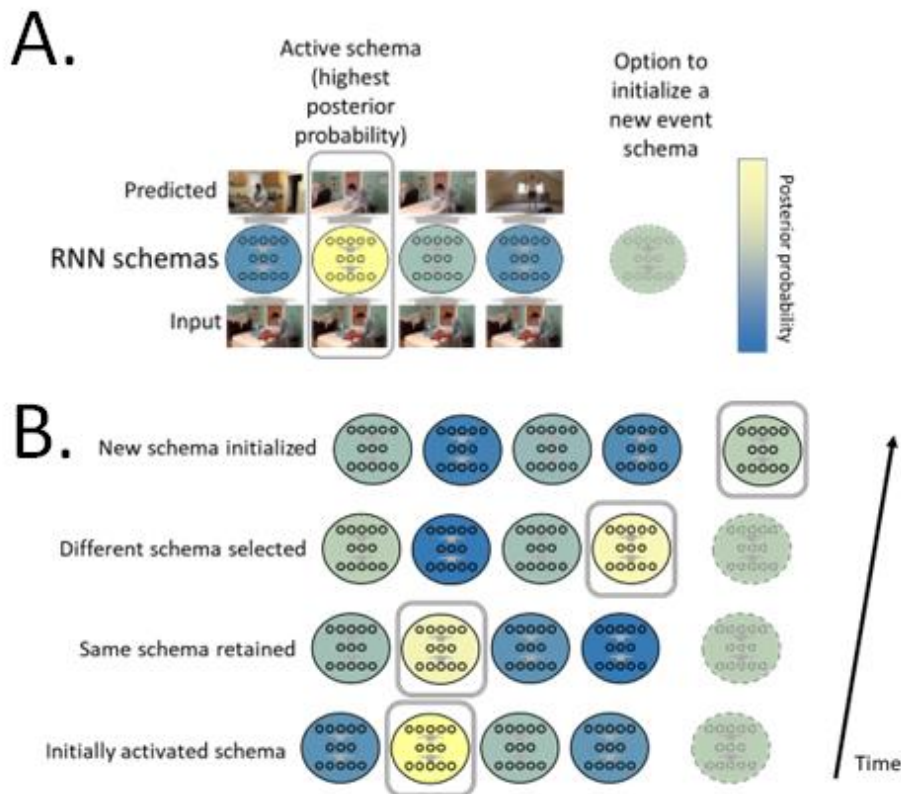 A.
Active schema
(highest
posterior
probability)
Option to
initialize a
new event
schema
Predicted
RNN schemas
Input
Posterior probability
B.
New schema initialized
Different schema selected
Same schema retained
Initially activated schema
Time